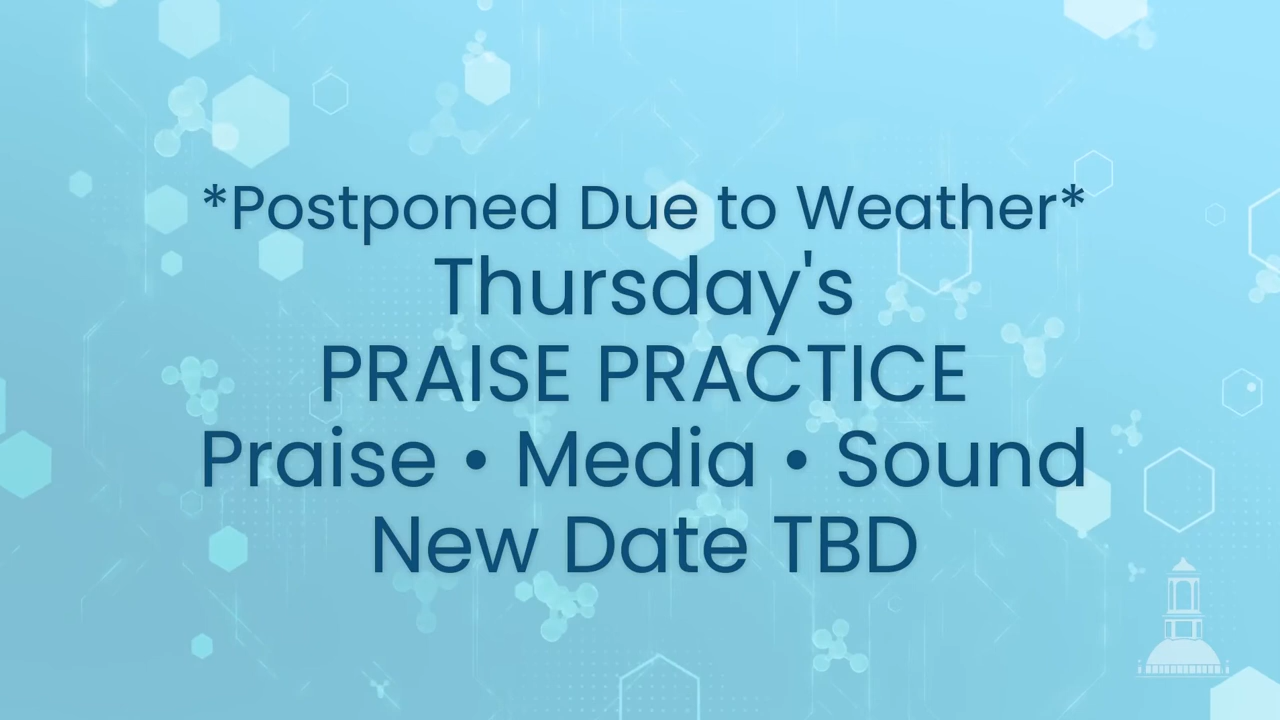 *Postponed Due to Weather*
Thursday's
PRAISE PRACTICE
Praise • Media • Sound
New Date TBD